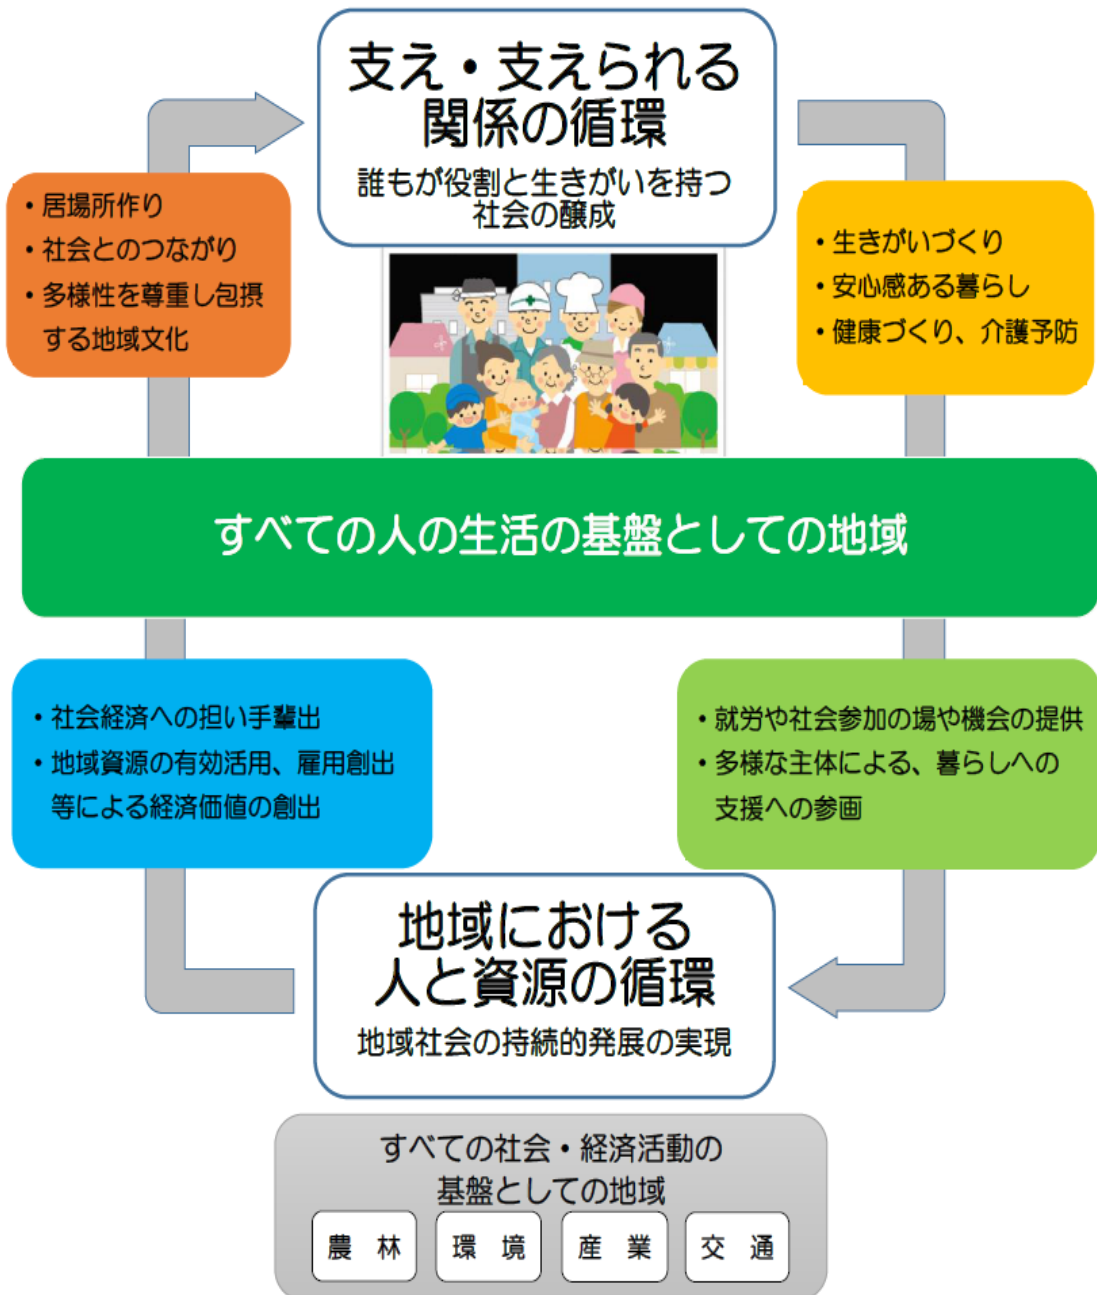 支え・支えられる
関係の循環
誰もが役割と生きがいを持つ
社会の醸成
・居場所作り
・社会とのつながり
・多様性を尊重し包摂
する地域文化
・生きがいづくり
・安心感ある暮らし
・健康づくり、介護予防
すべての人の生活の基盤としての地域
・社会経済への担い手輩出
・地域資源の有効活用、雇用創出
等による経済価値の創出
・就労や社会参加の場や機会の提供
・多様な主体による、暮らしへの
支援への参画
地域における
人と資源の循環
地域社会の持続的発展の実現
すべての社会・経済活動の
基盤としての地域
農 林
環 境
産 業
交 通